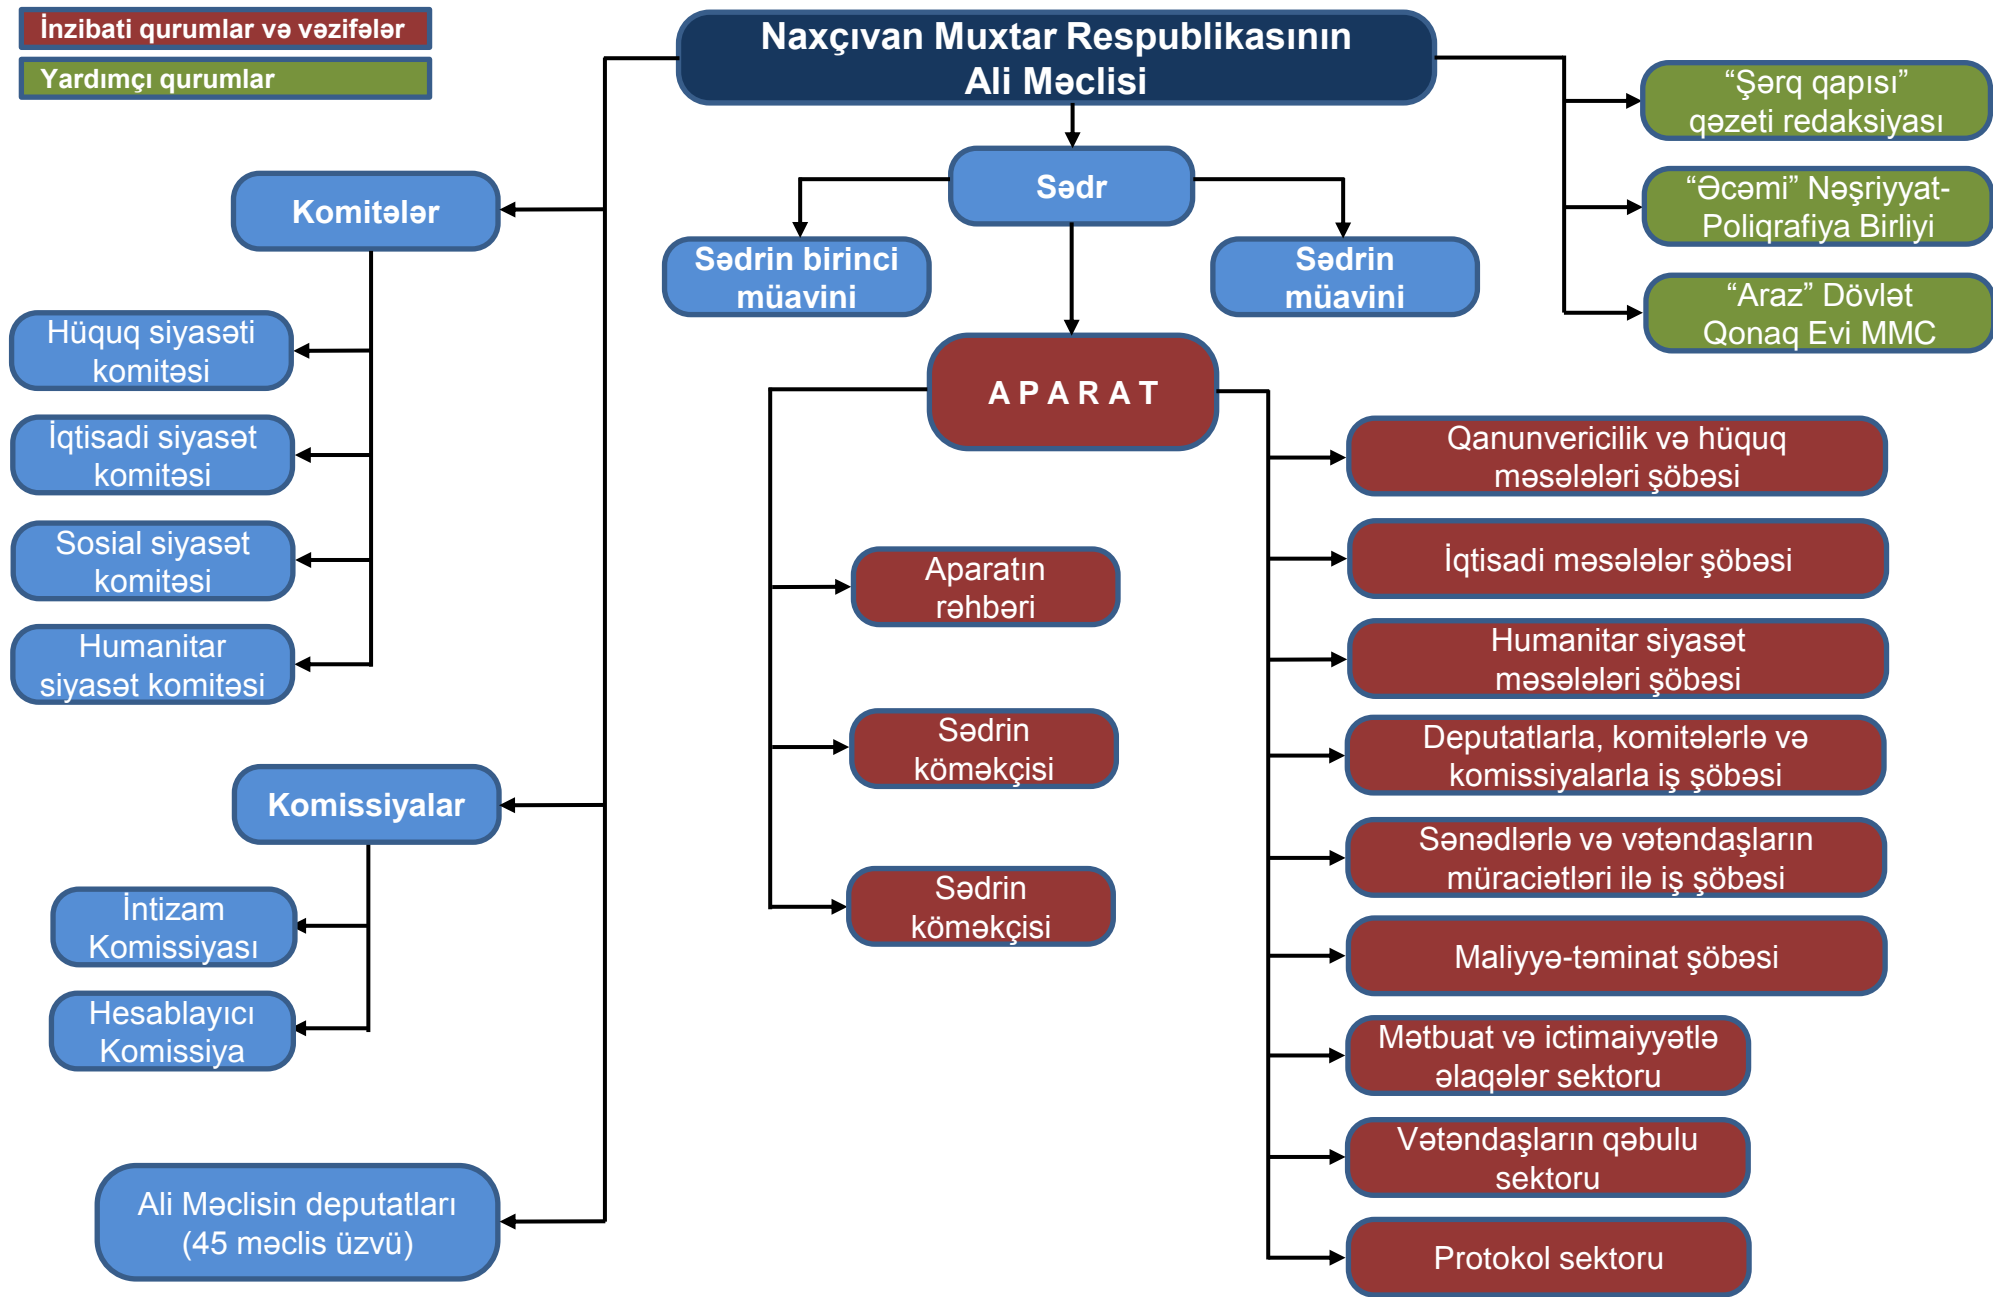 İnzibati qurumlar və vəzifələr
Yardımçı qurumlar
Naxçıvan Muxtar Respublikasının
Ali Məclisi
“Şərq qapısı”
qəzeti redaksiyası
“Əcəmi” Nəşriyyat-
Poliqrafiya Birliyi
“Araz” Dövlət
Qonaq Evi MMC
Sədr
Sədrin birinci
müavini
Sədrin
müavini
Komitələr
Hüquq siyasəti
komitəsi
İqtisadi siyasət
komitəsi
Sosial siyasət
komitəsi
Humanitar
siyasət komitəsi
Komissiyalar
İntizam
Komissiyası
Hesablayıcı
Komissiya
Ali Məclisin deputatları
(45 məclis üzvü)
A P A R A T
Aparatın
rəhbəri
Sədrin
köməkçisi
Sədrin
köməkçisi
Qanunvericilik və hüquq
məsələləri şöbəsi
İqtisadi məsələlər şöbəsi
Humanitar siyasət
məsələləri şöbəsi
Deputatlarla, komitələrlə və
komissiyalarla iş şöbəsi
Sənədlərlə və vətəndaşların
müraciətləri ilə iş şöbəsi
Maliyyə-təminat şöbəsi
Mətbuat və ictimaiyyətlə
əlaqələr sektoru
Vətəndaşların qəbulu
sektoru
Protokol sektoru